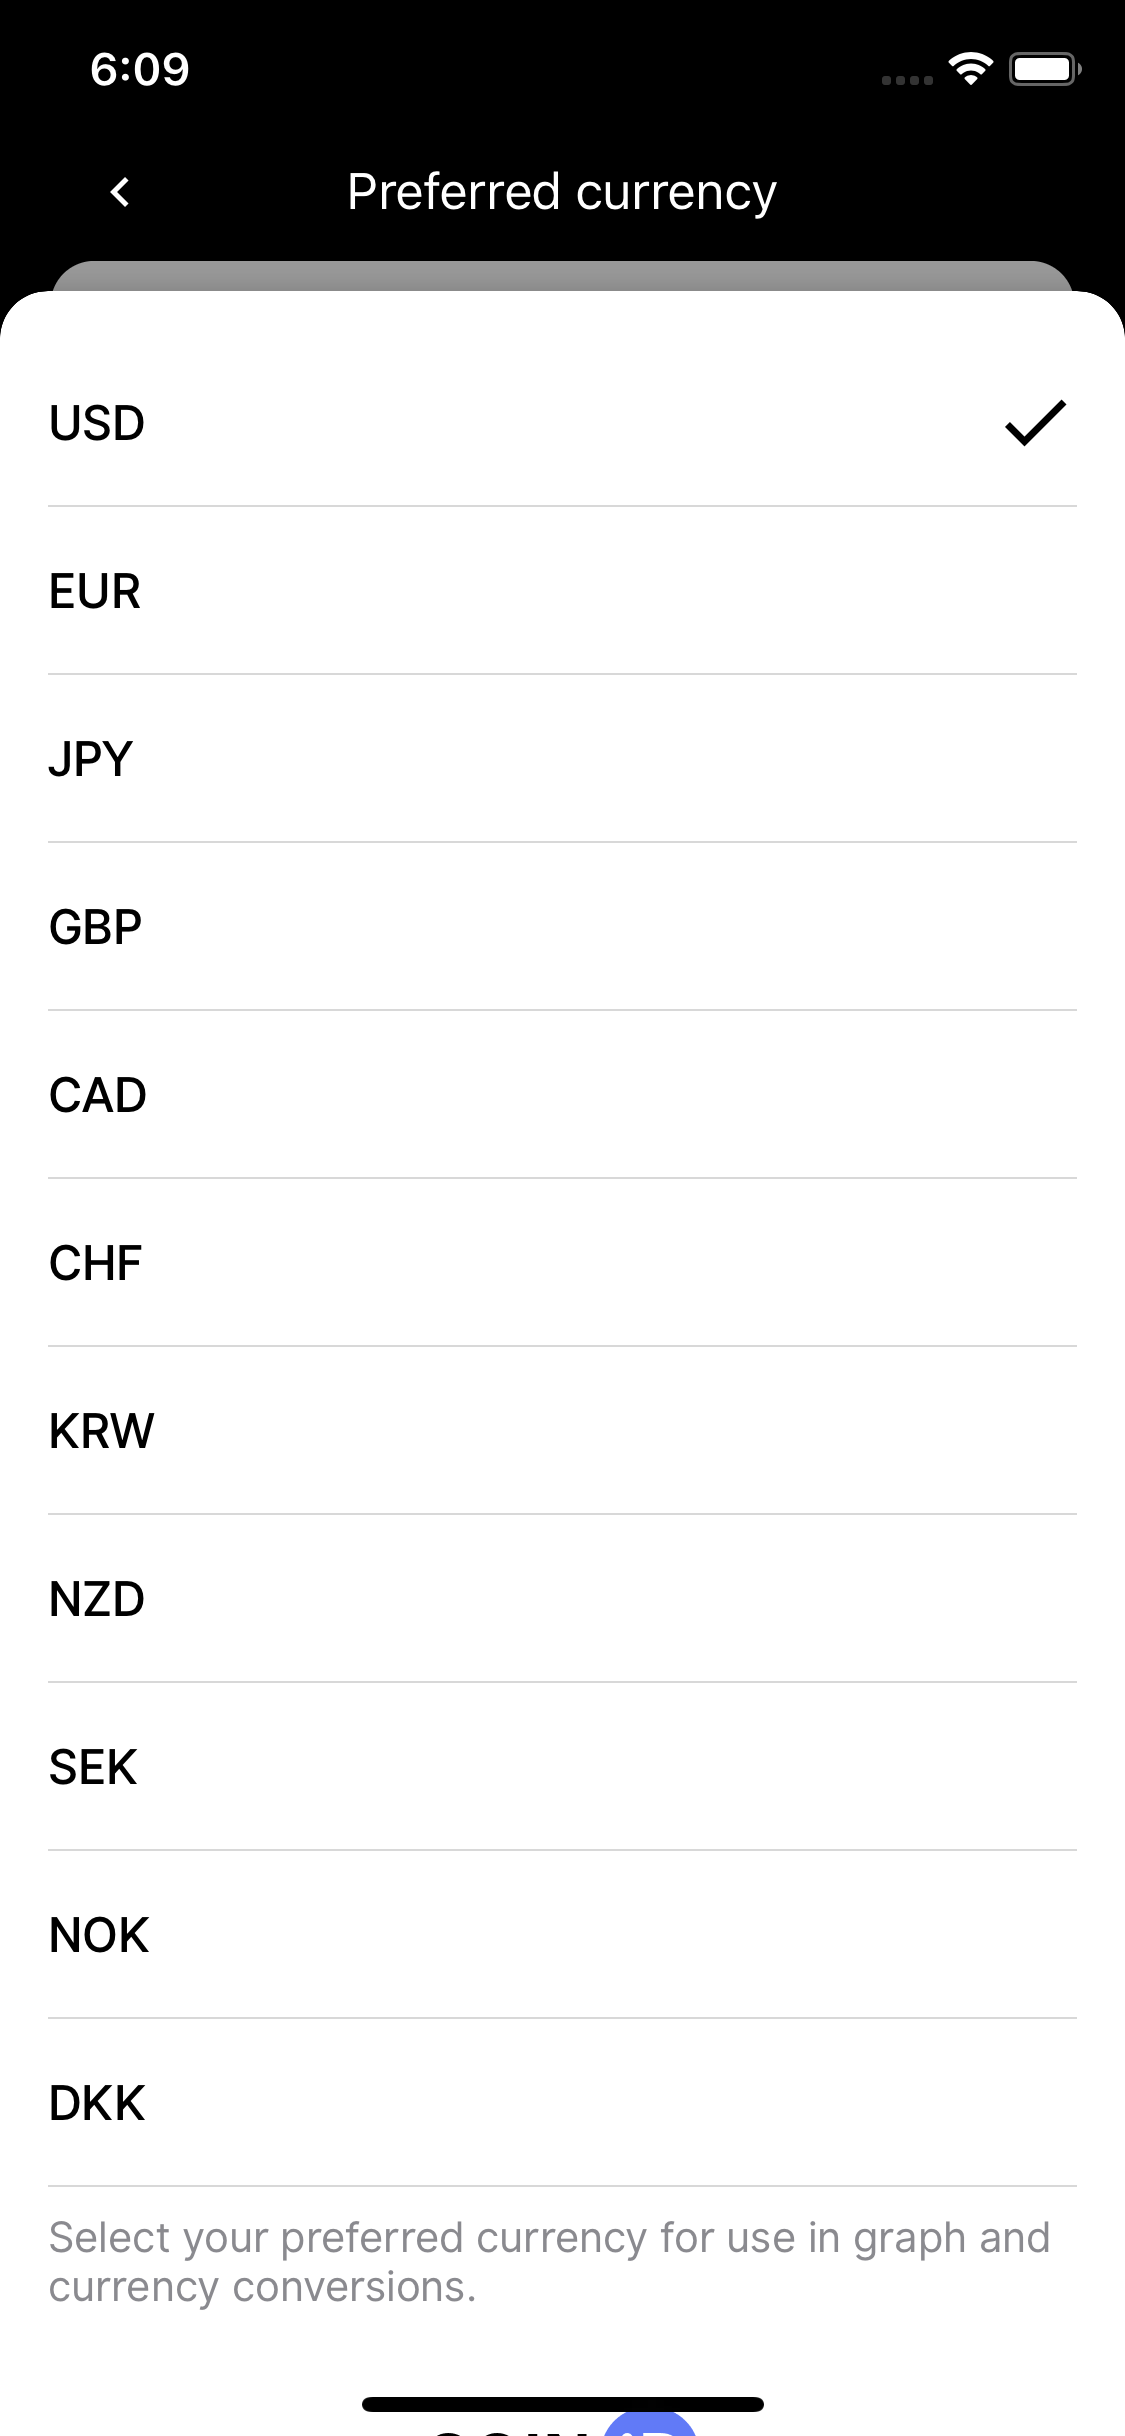 6:09
Preferred currency
USD
EUR
JPY
GBP
CAD
CHF
KRW
NZD
SEK
NOK
DKK
Select your preferred currency for use in graph and
currency conversions.